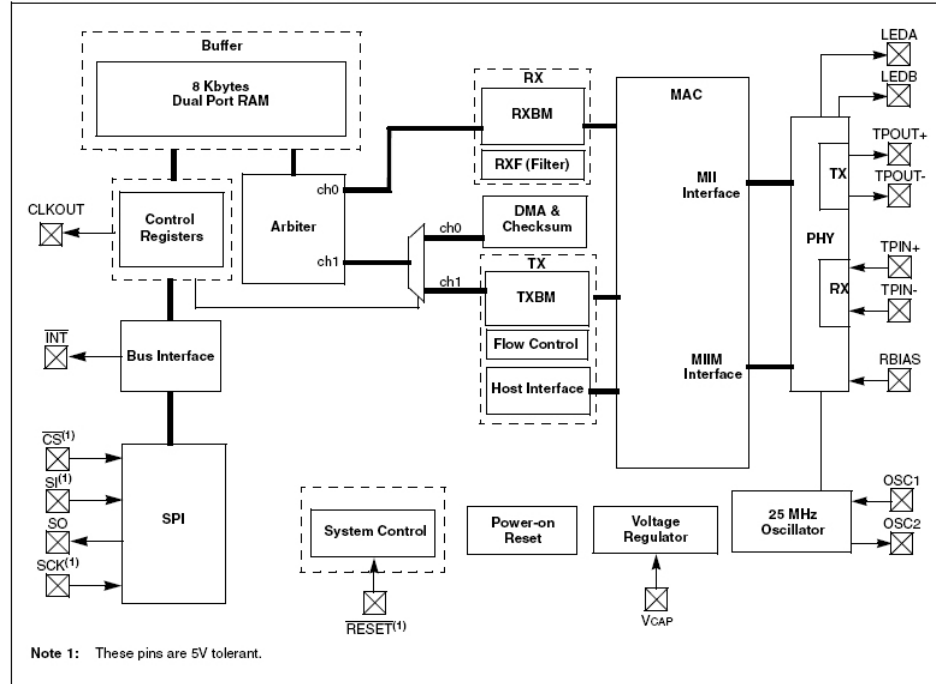 Buffer
8 Kbytes
Dual Port RAM
LEDA
LEDB
RX
RXBM
RXF (Filter)
MAC
TPOUT+
TX
TPOUT-
MII
Interface
ch0
CLKOUT
Control
Registers
Arbiter
ch1
ch0
DMA &
Checksum
PHY
TPIN+
RX
TPIN-
TX
ch1
TXBM
Flow Control
Host Interface
INT
Bus Interface
MIIM
Interface
RBIAS
CS(1)
SI(1)
SO
SCK(1)
SPI
System Control
RESET(1)
Power-on
Reset
Voltage
Regulator
VCAP
25 MHz
Oscillator
OSC1
OSC2
Note 1: These pins are 5V tolerant.